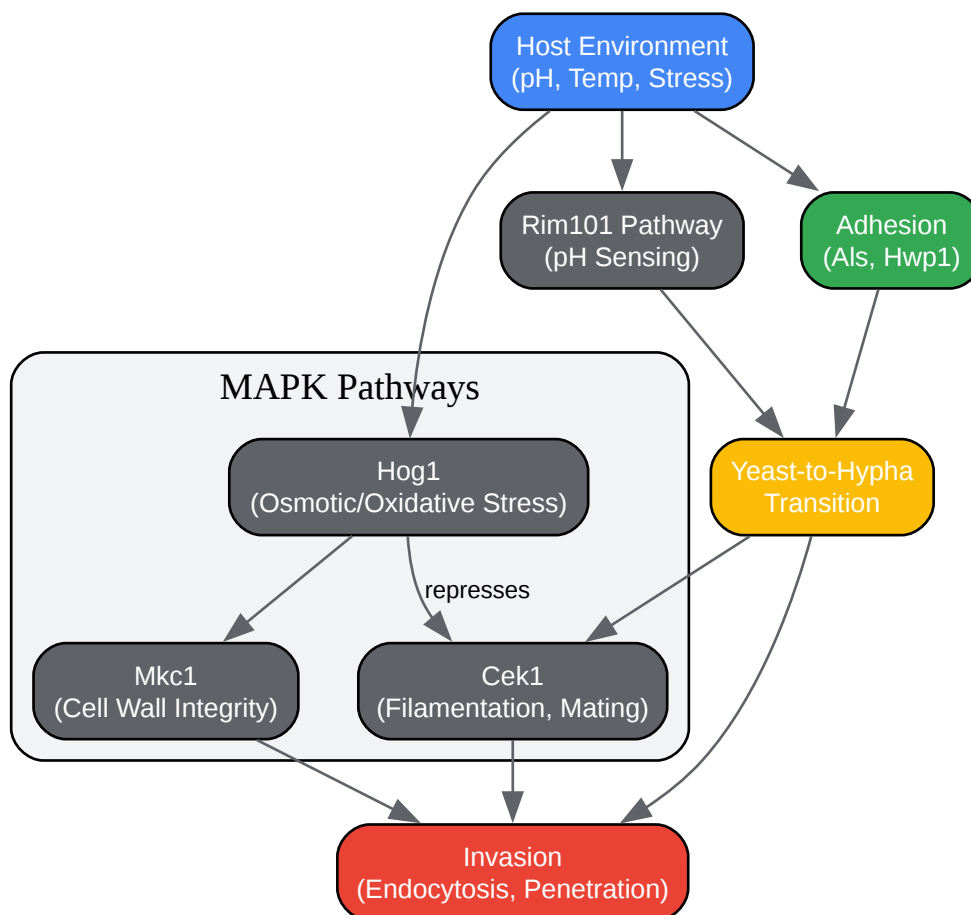 Host Environment
(pH, Temp, Stress)
Rim101 Pathway
(pH Sensing)
Adhesion
(Als, Hwp1)
MAPK Pathways
Hog1
(Osmotic/Oxidative Stress)
Yeast-to-Hypha
Transition
represses
Mkc1
(Cell Wall Integrity)
Cek1
(Filamentation, Mating)
Invasion
(Endocytosis, Penetration)